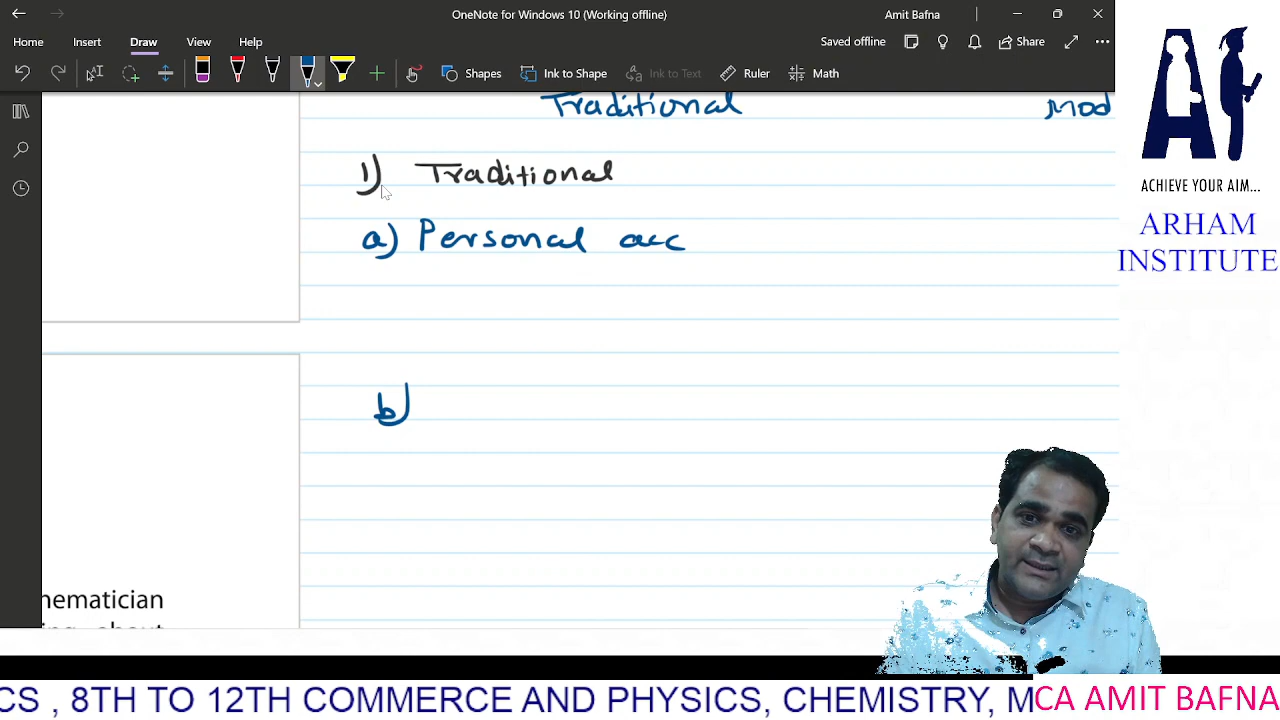 OneNote for Windows 10 (Working offline)
Amit Bafna
Home Insert Draw View Help
Saved offline
Share
Shapes
Ink to Shape
Ink to Text
Ruler
Math
Traditional
Mod
1) Traditional
a) Personal acc
b)
hematician
about
ACHIEVE YOUR AIM...
ARHAM
INSTITUTE
CS , 8TH TO 12TH COMMERCE AND PHYSICS, CHEMISTRY, M
CA AMIT BAFNA